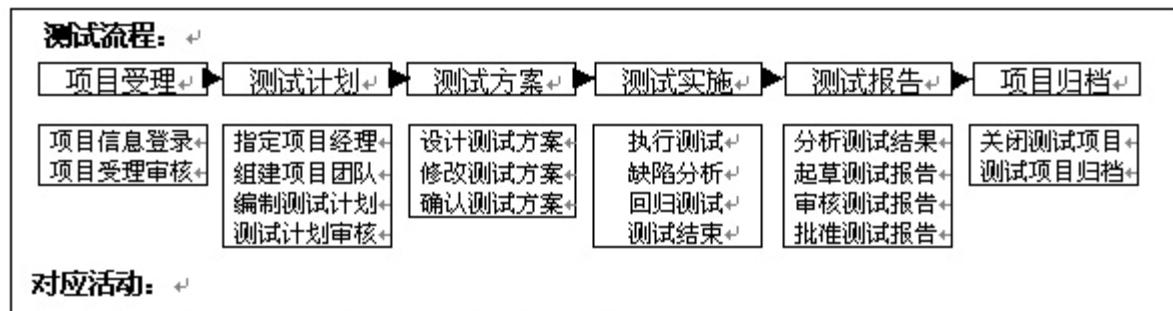 测试流程：
项目受理 测试计划 测试方案 测试实施 测试报告 项目归档
项目信息登录 指定项目经理 设计测试方案 执行测试 分析测试结果 关闭测试项目
项目受理审核 组建项目团队 修改测试方案 缺陷分析 起草测试报告 测试项目归档
编制测试计划 确认测试方案 回归测试 审核测试报告
测试计划审核 测试结束 批准测试报告
对应活动：